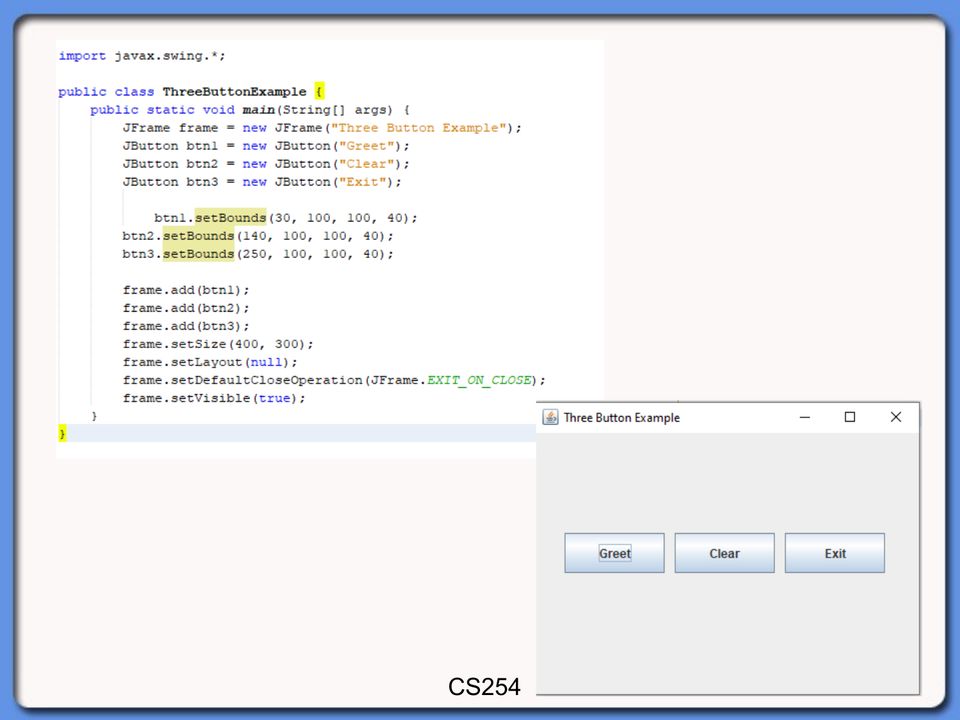 import javax.swing.*;
public class ThreeButtonExample {
public static void main(String[] args) {
JFrame frame = new JFrame("Three Button Example");
JButton btn1 = new JButton("Greet");
JButton btn2 = new JButton("Clear");
JButton btn3 = new JButton("Exit");
btn1.setBounds(30, 100, 100, 40);
btn2.setBounds(140, 100, 100, 40);
btn3.setBounds(250, 100, 100, 40);
frame.add(btn1);
frame.add(btn2);
frame.add(btn3);
frame.setSize(400, 300);
frame.setLayout(null);
frame.setDefaultCloseOperation(JFrame.EXIT_ON_CLOSE);
frame.setVisible(true);
}
}
Three Button Example
Greet Clear Exit
CS254